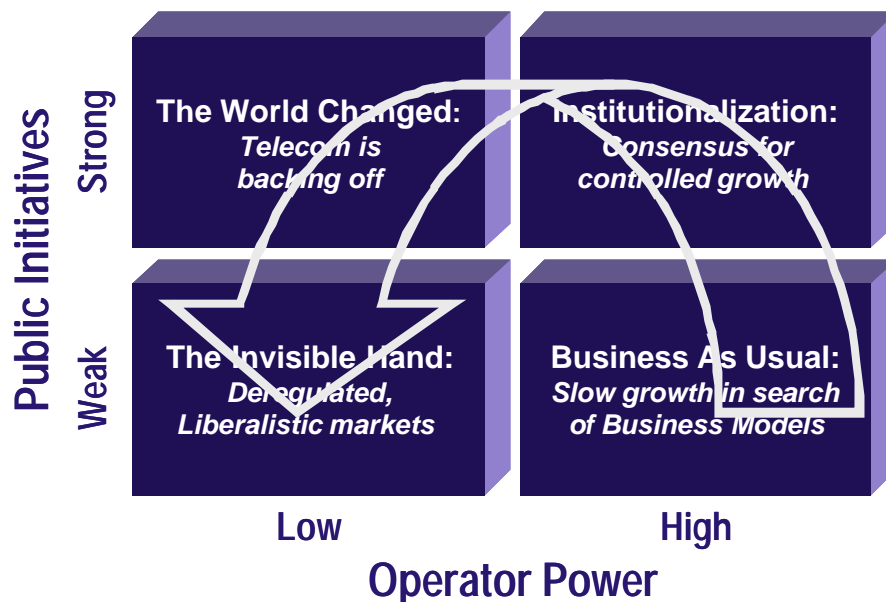 Public Initiatives
Strong
The World Changed:
Telecom is
backing off
Institutionalization:
Consensus for
controlled growth
Weak
The Invisible Hand:
Deregulated,
Liberalistic markets
Business As Usual:
Slow growth in search
of Business Models
Low
High
Operator Power